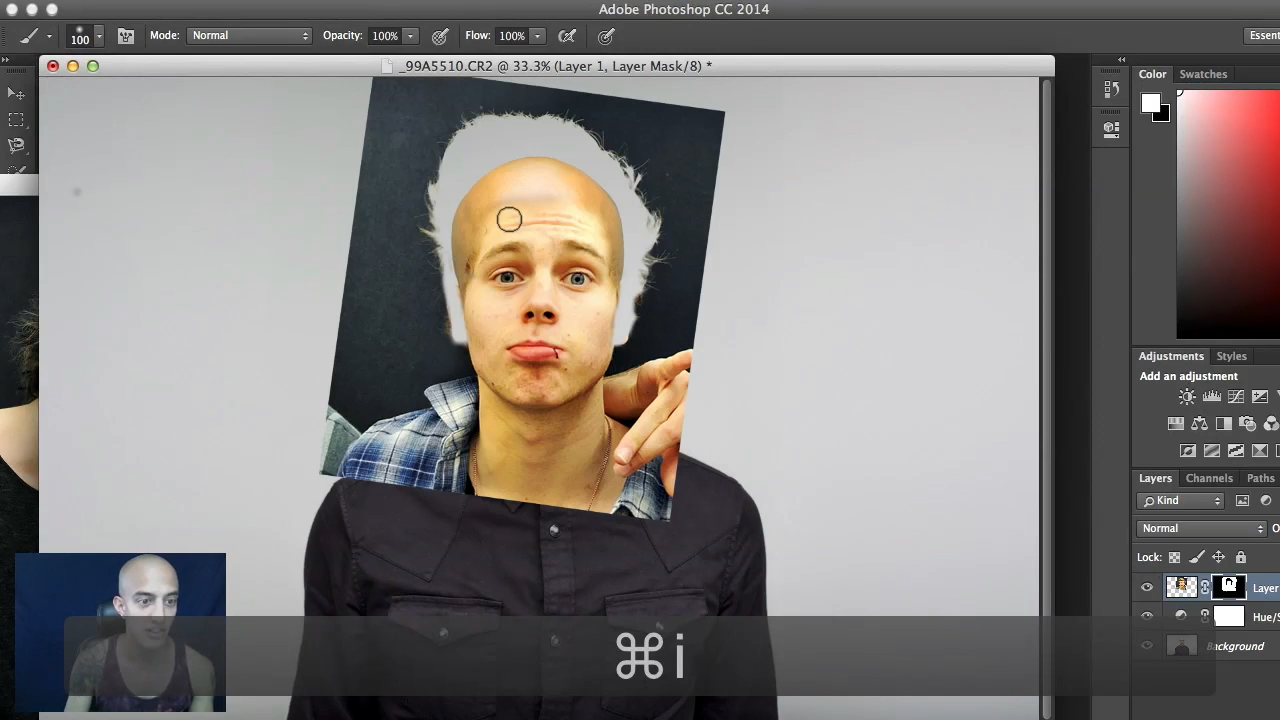 Adobe Photoshop CC 2014
100
Mode: Normal
Opacity: 100%
Flow: 100%
Essent
_99A5510.CR2 @ 33.3% (Layer 1, Layer Mask/8) *
Color
Swatches
Adjustments
Styles
Add an adjustment
Layers
Channels
Paths
Kind
Normal
O
Lock:
Layer
Hue/S
Background
⌘i